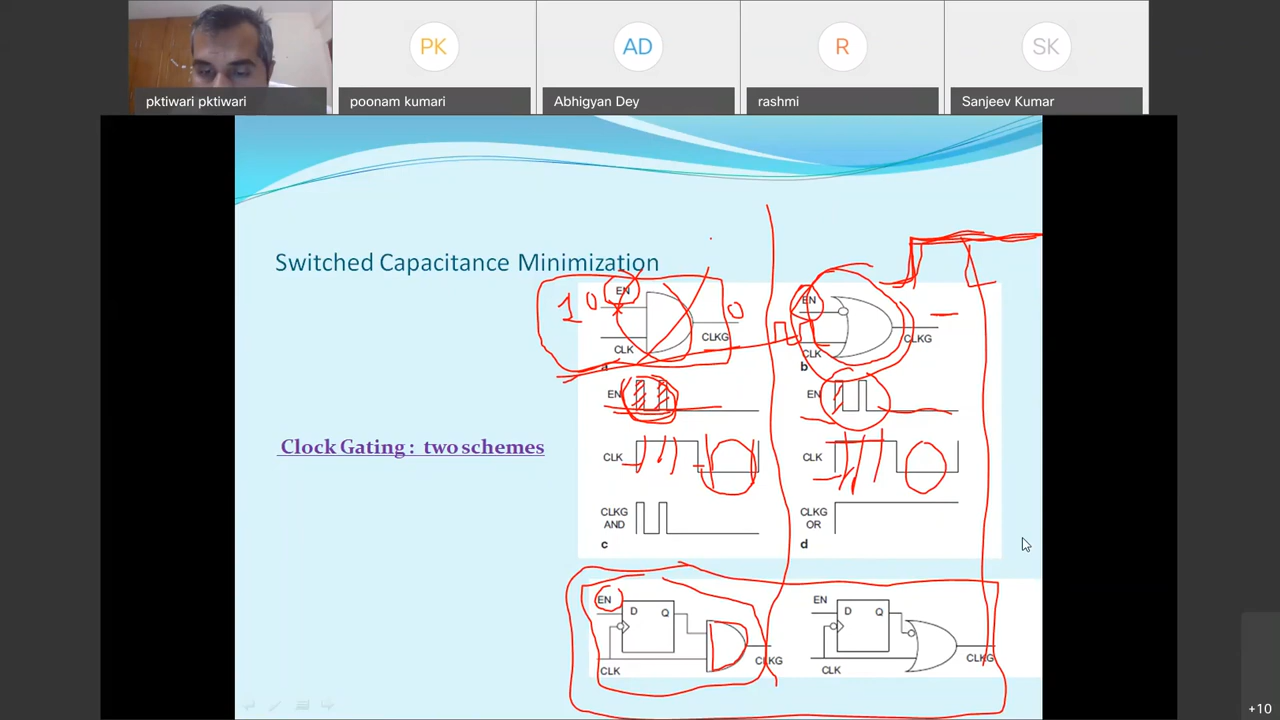 PK
AD
R
SK
pktiwari pktiwari
poonam kumari
Abhigyan Dey
rashmi
Sanjeev Kumar
Switched Capacitance Minimization
Clock Gating : two schemes
1 0 EN
0
CLK
CLKG
a
EN
CLK
CLKG
b
EN
EN
CLK
CLK
CLKG
AND
CLKG
OR
c
d
EN
D
Q
CLK
CLKG
EN
D
Q
CLK
CLKG
+10